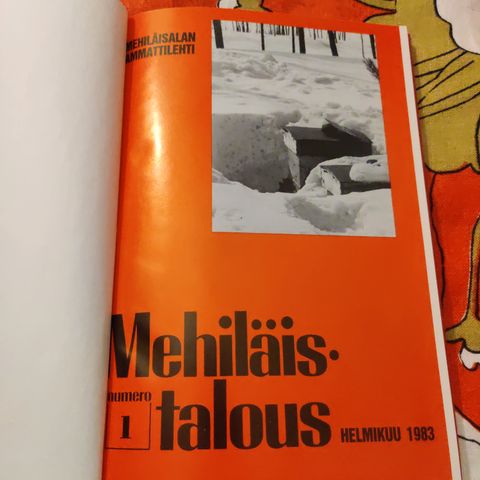 MEHILÄISALAN
AMMATTILEHTI
Mehiläis-
numero
1
talous
HELMIKUU 1983